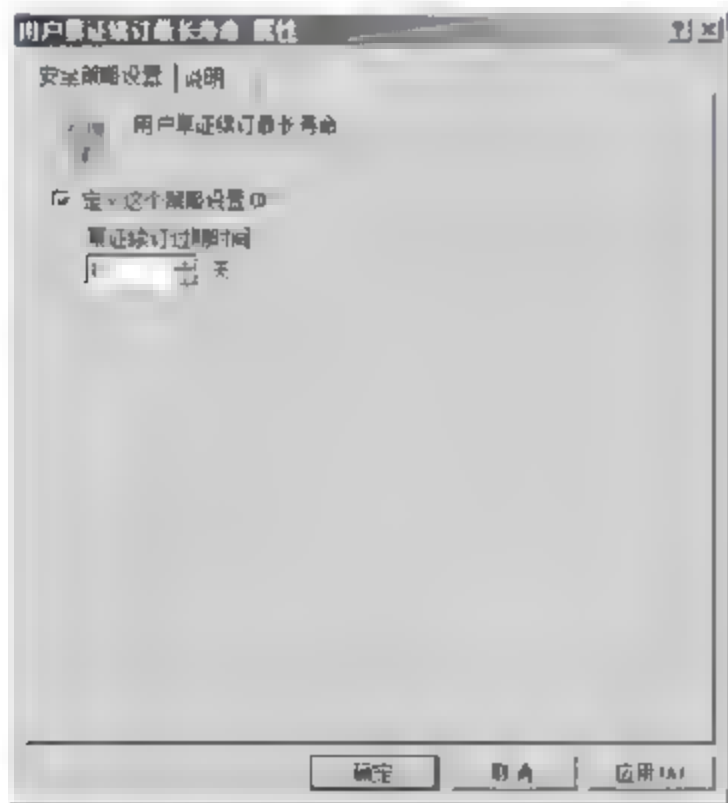 用户票证续订最长寿命 属性
安全策略设置 说明
用户票证续订最长寿命
定义这个策略设置(D)
票证续订过期时间
天
确定 取消 应用(A)